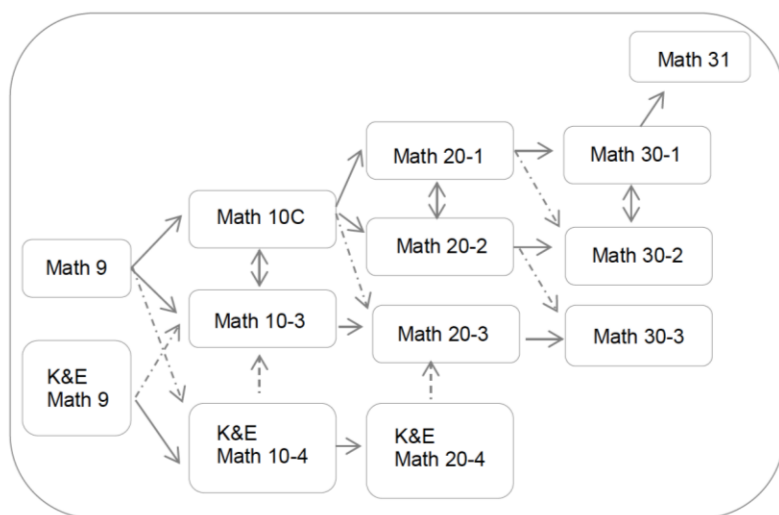 Math 31
Math 20-1
Math 30-1
Math 10C
Math 20-2
Math 30-2
Math 9
Math 10-3
Math 20-3
Math 30-3
K&E
Math 9
K&E
Math 10-4
K&E
Math 20-4